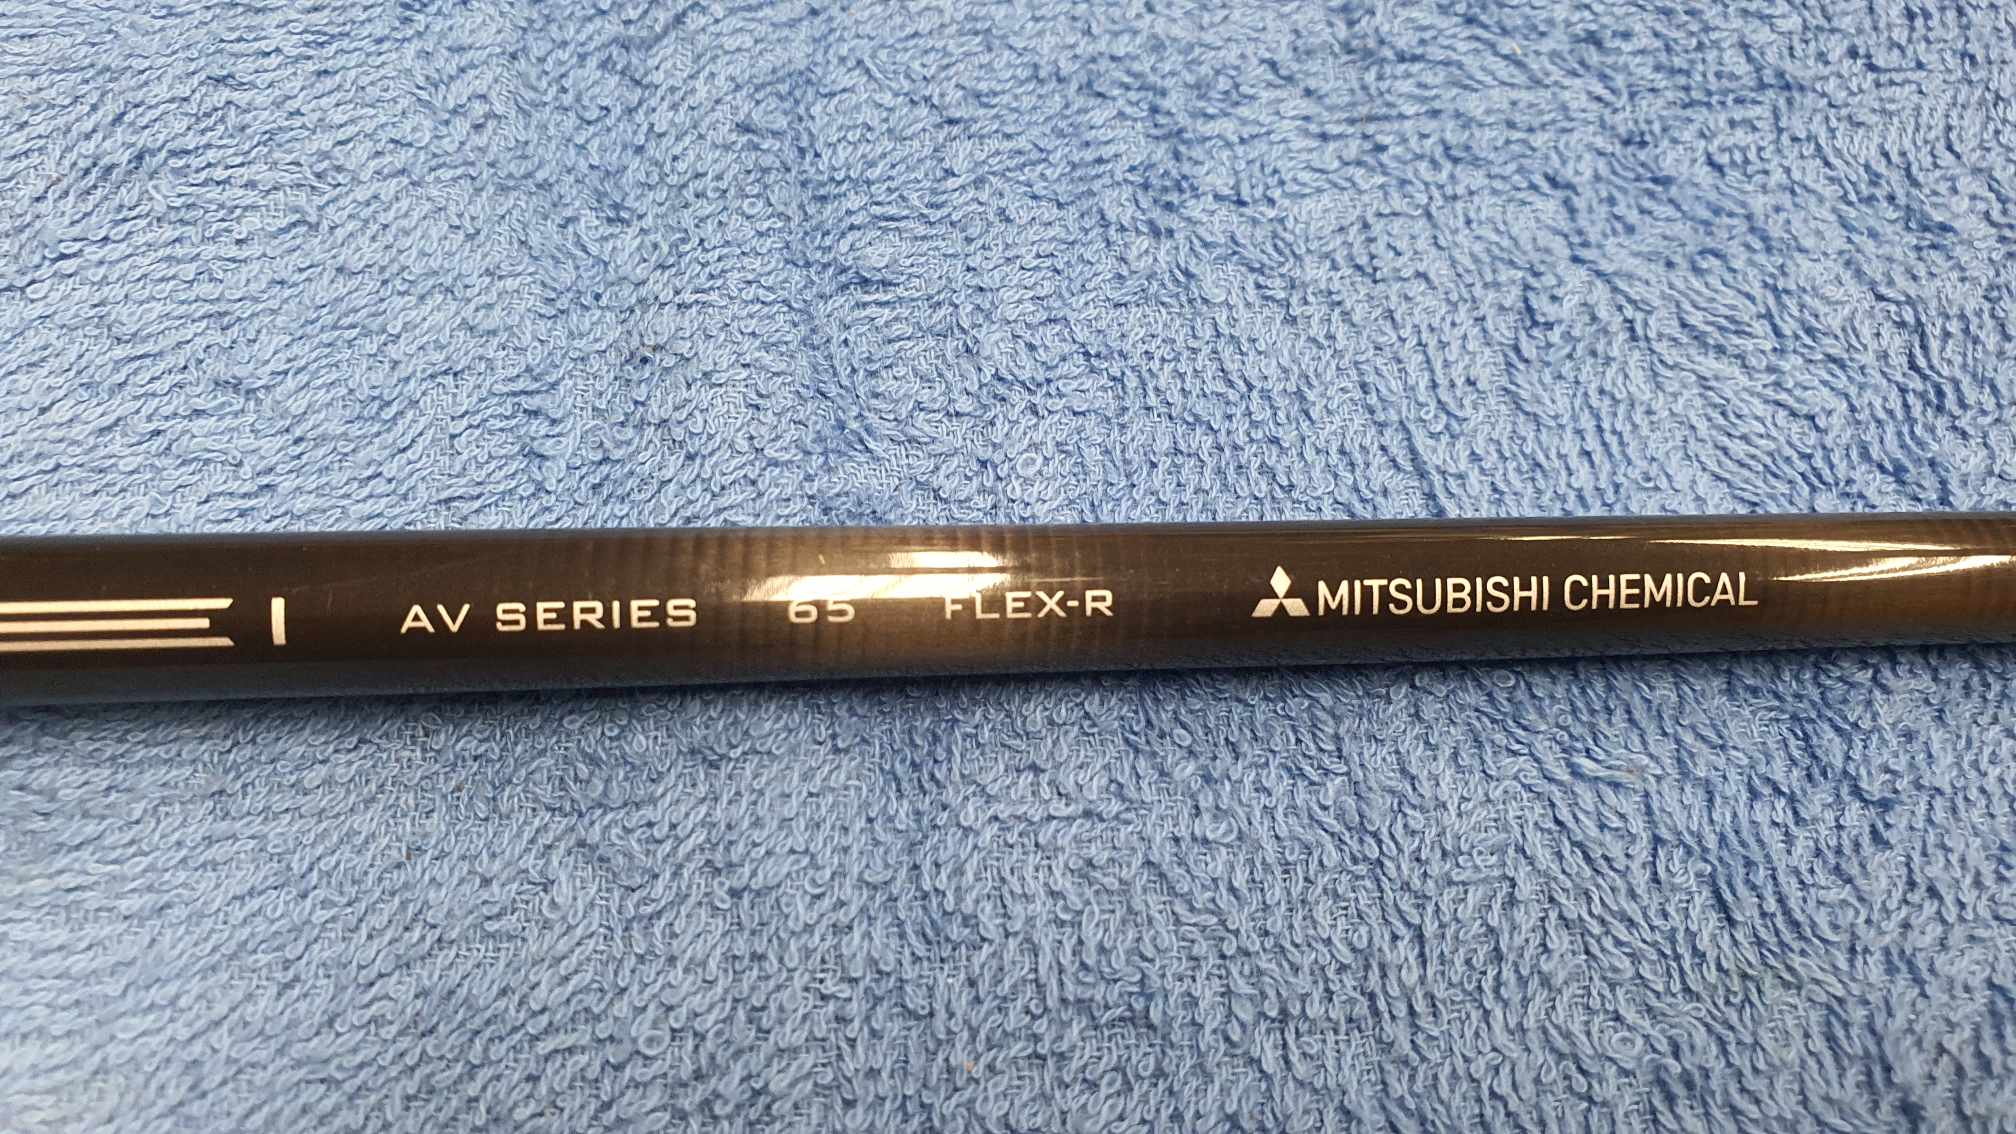 AV SERIES 65 FLEX-R MITSUBISHI CHEMICAL